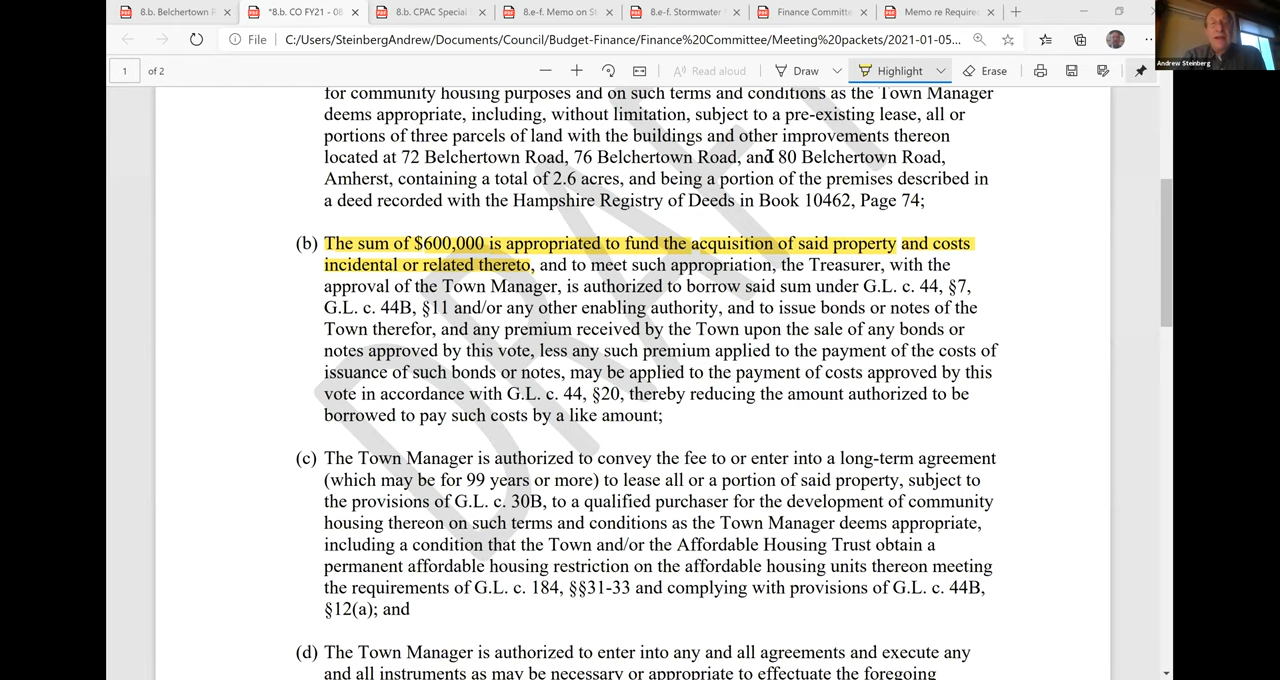 8.b. Belchertown F
*8.b. CO FY21 - 08
8.b. CPAC Special
8.e-f. Memo on St
8.e-f. Stormwater
Finance Committe
Memo re Require
File
C:/Users/SteinbergAndrew/Documents/Council/Budget-Finance/Finance%20Committee/Meeting%20packets/2021-01-05...
1 of 2
Read aloud
Draw
Highlight
Erase
Andrew Steinberg
for community housing purposes and on such terms and conditions as the Town Manager
deems appropriate, including, without limitation, subject to a pre-existing lease, all or
portions of three parcels of land with the buildings and other improvements thereon
located at 72 Belchertown Road, 76 Belchertown Road, and 80 Belchertown Road,
Amherst, containing a total of 2.6 acres, and being a portion of the premises described in
a deed recorded with the Hampshire Registry of Deeds in Book 10462, Page 74;
(b) The sum of $600,000 is appropriated to fund the acquisition of said property and costs
incidental or related thereto, and to meet such appropriation, the Treasurer, with the
approval of the Town Manager, is authorized to borrow said sum under G.L. c. 44, §7,
G.L. c. 44B, §11 and/or any other enabling authority, and to issue bonds or notes of the
Town therefor, and any premium received by the Town upon the sale of any bonds or
notes approved by this vote, less any such premium applied to the payment of the costs of
issuance of such bonds or notes, may be applied to the payment of costs approved by this
vote in accordance with G.L. c. 44, §20, thereby reducing the amount authorized to be
borrowed to pay such costs by a like amount;
(c) The Town Manager is authorized to convey the fee to or enter into a long-term agreement
(which may be for 99 years or more) to lease all or a portion of said property, subject to
the provisions of G.L. c. 30B, to a qualified purchaser for the development of community
housing thereon on such terms and conditions as the Town Manager deems appropriate,
including a condition that the Town and/or the Affordable Housing Trust obtain a
permanent affordable housing restriction on the affordable housing units thereon meeting
the requirements of G.L. c. 184, §§31-33 and complying with provisions of G.L. c. 44B,
§12(a); and
(d) The Town Manager is authorized to enter into any and all agreements and execute any
and all instruments as may be necessary or appropriate to effectuate the foregoing
DRAFT